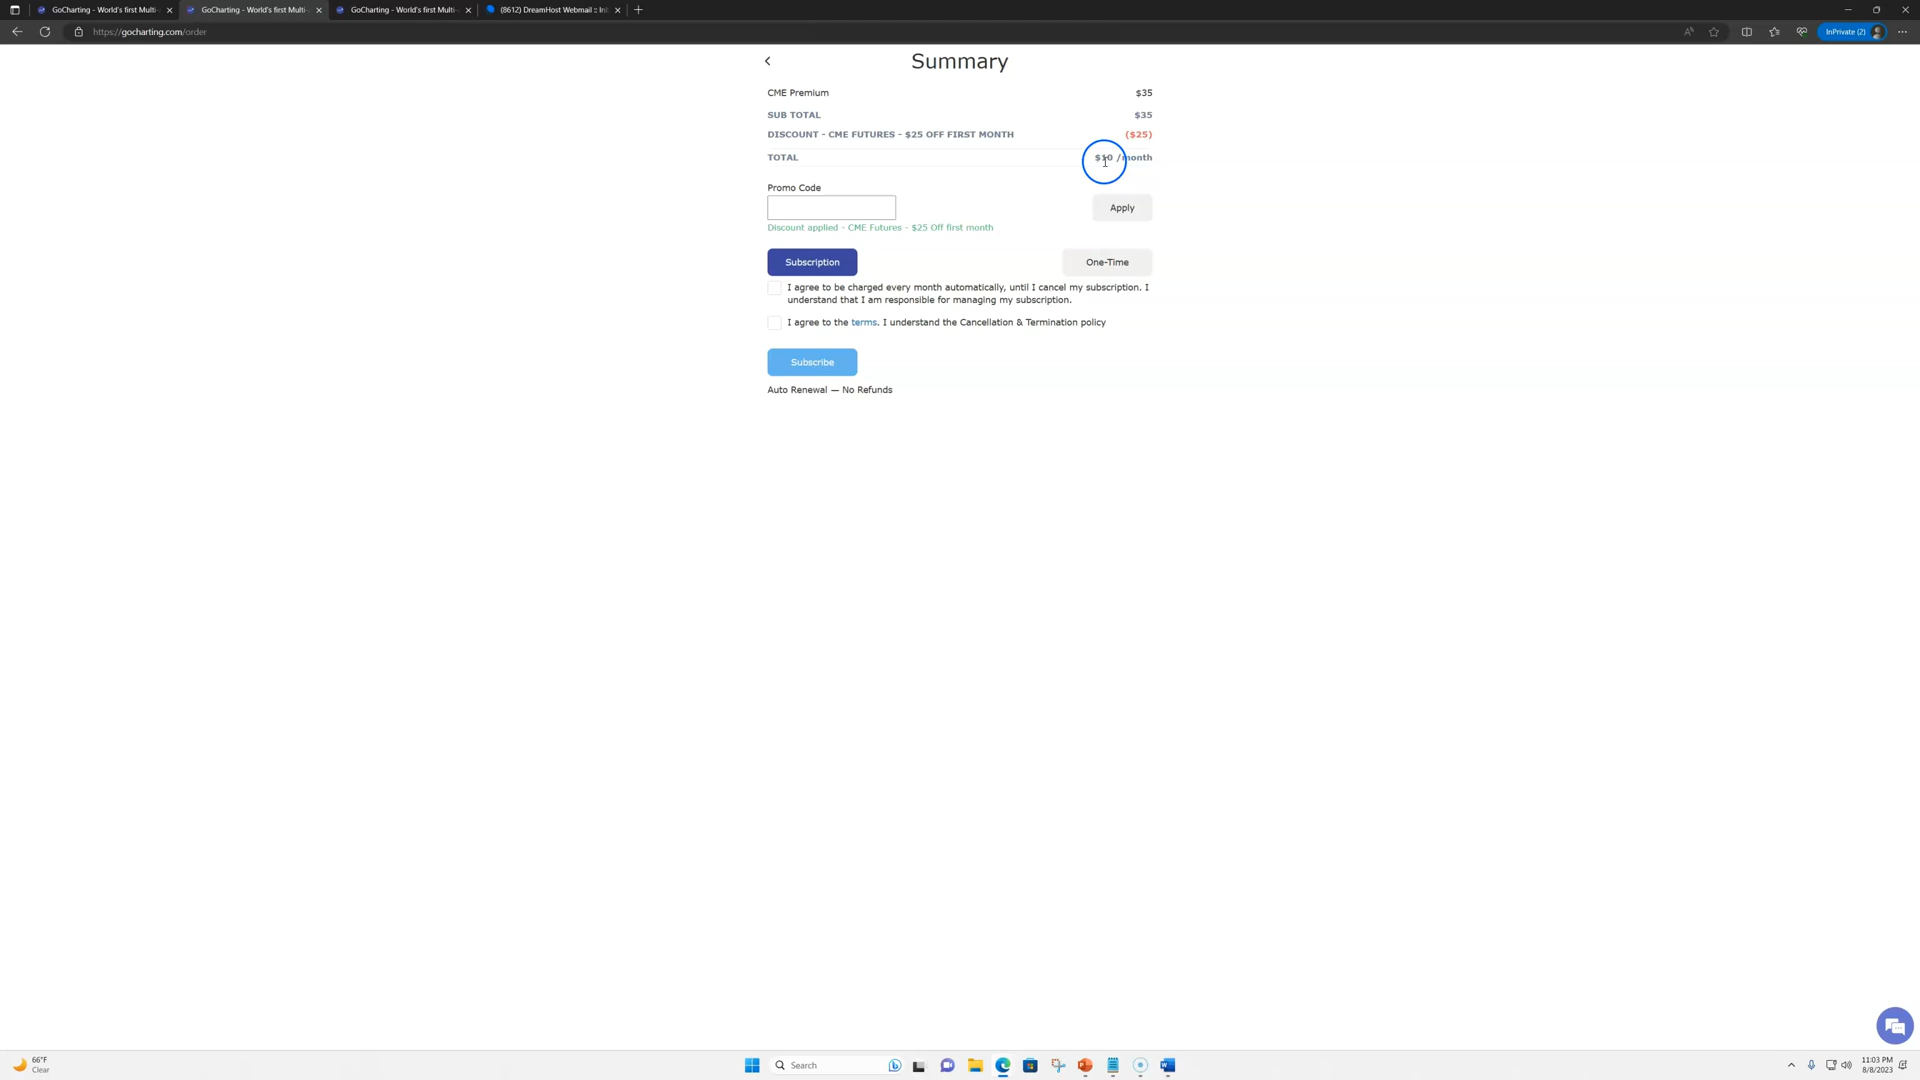 GoCharting - World's first Multi-
GoCharting - World's first Multi-
GoCharting - World's first Multi-
(8612) DreamHost Webmail :: In
https://gocharting.com/order
InPrivate (2)
Summary
CME Premium $35
SUB TOTAL $35
DISCOUNT - CME FUTURES - $25 OFF FIRST MONTH ($25)
TOTAL $10 /month
Promo Code
Apply
Discount applied - CME Futures - $25 Off first month
Subscription One-Time
I agree to be charged every month automatically, until I cancel my subscription. I
understand that I am responsible for managing my subscription.
I agree to the terms. I understand the Cancellation & Termination policy
Subscribe
Auto Renewal — No Refunds
66°F
Clear
Search
11:03 PM
8/8/2023